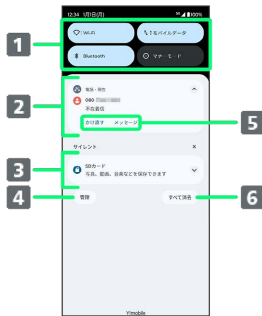 12:34 1月1日(月)
5G 100%
Wi-Fi
モバイルデータ
Bluetooth
マナーモード
1
電話・現在
2
080
不在着信
かけ直す メッセージ
5
サイレント
×
3
SDカード
写真、動画、音楽などを保存できます
4
管理
すべて消去
6
Y!mobile